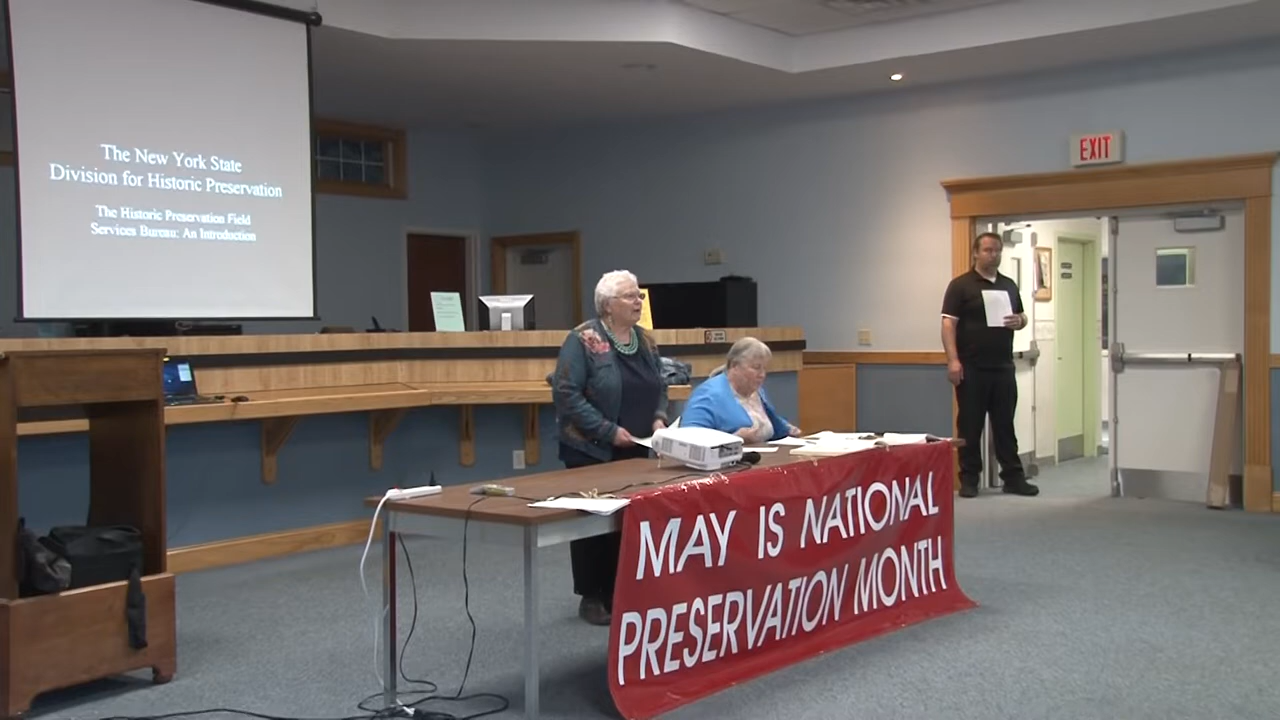 The New York State
Division for Historic Preservation
The Historic Preservation Field
Services Bureau: An Introduction
EXIT
MAY IS NATIONAL
PRESERVATION MONTH